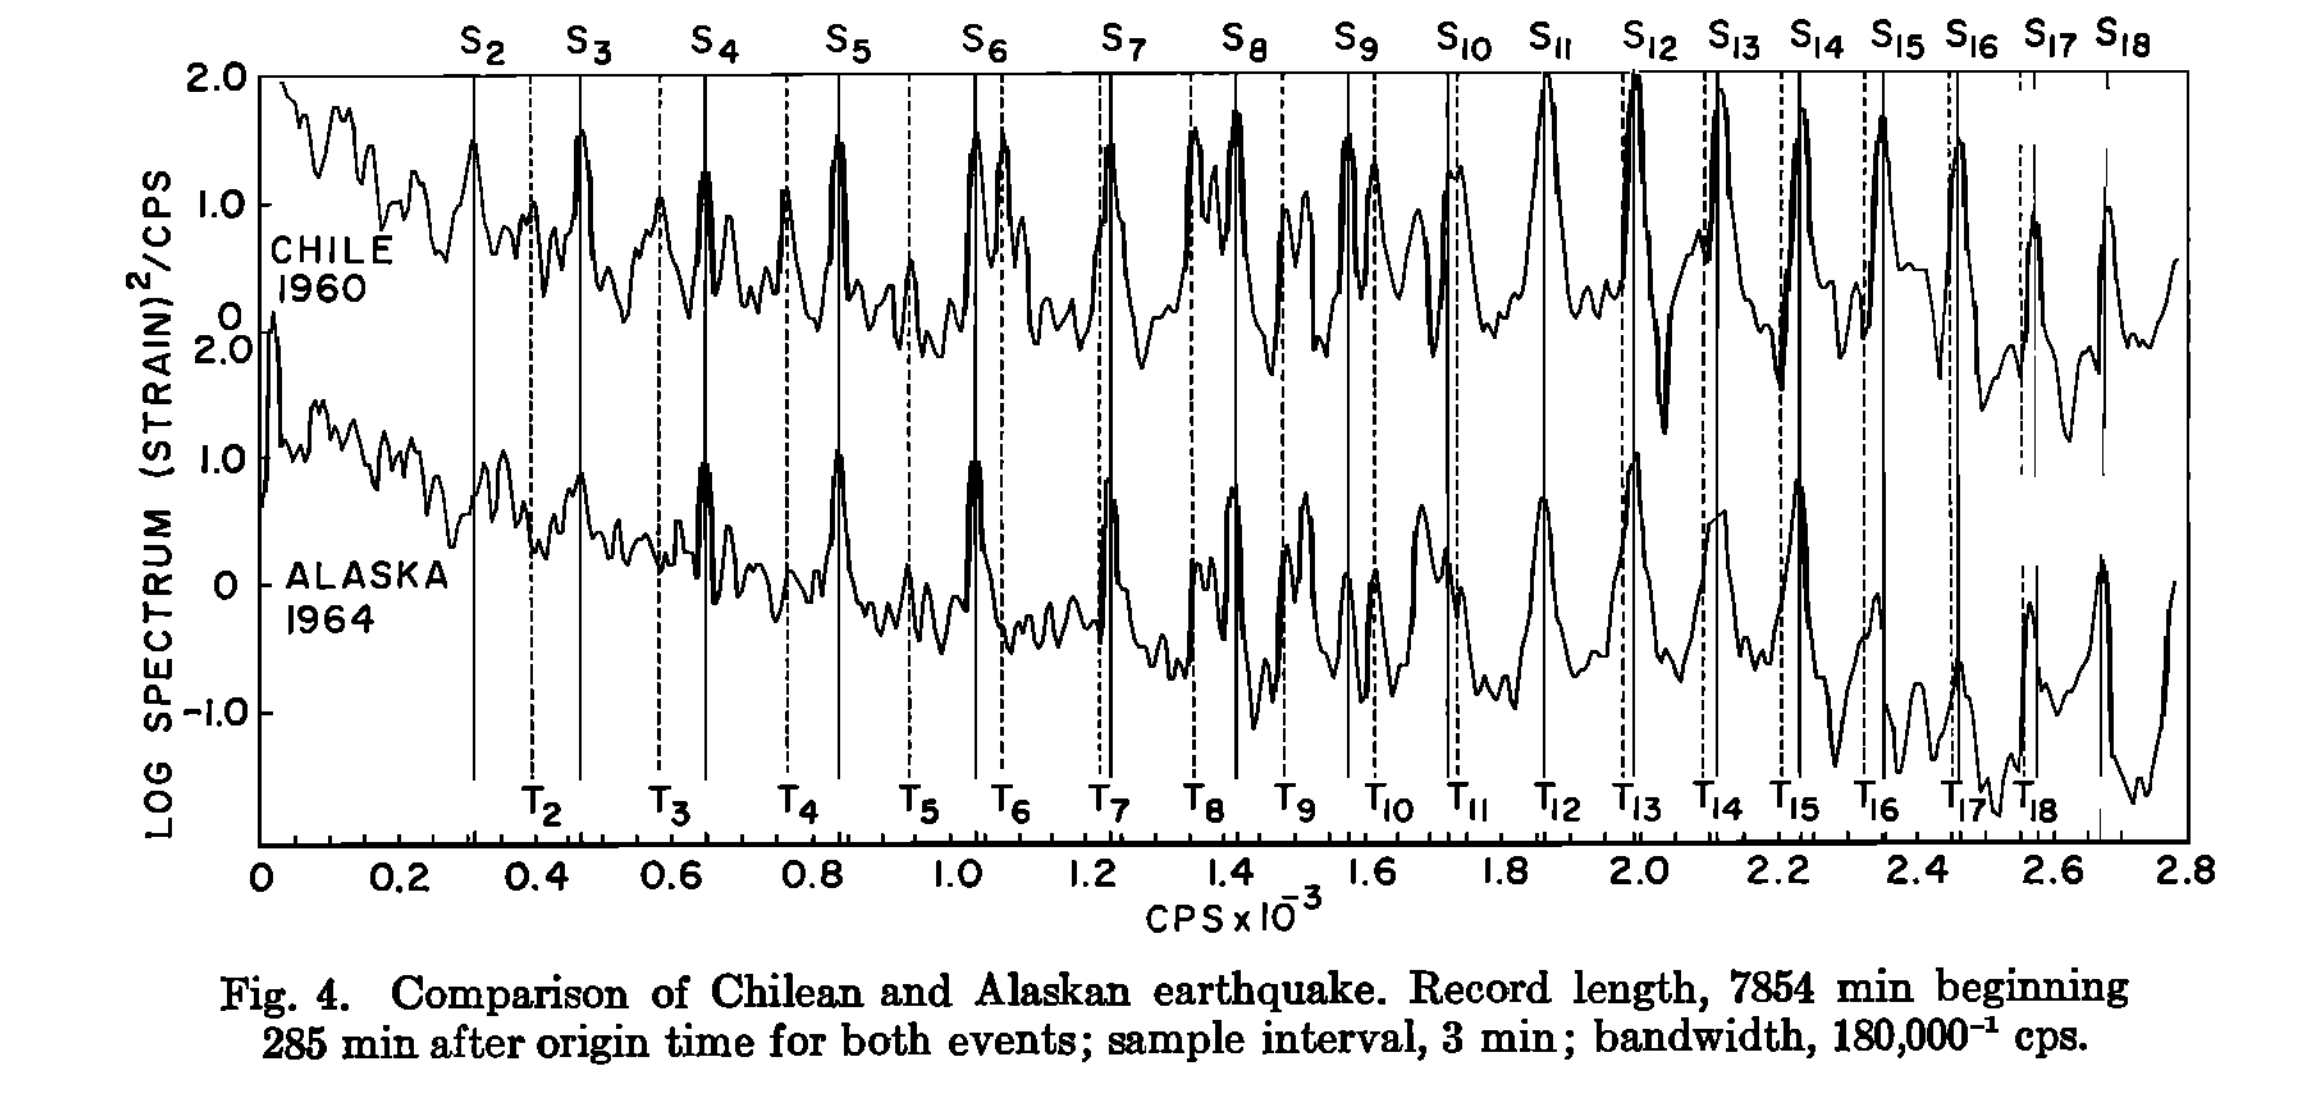 S2 S3 S4 S5 S6 S7 S8 S9 S10 S11 S12 S13 S14 S15 S16 S17 S18
LOG SPECTRUM (STRAIN)²/CPS
2.0
1.0
CHILE
1960
0
2.0
1.0
0
ALASKA
1964
-1.0
T2 T3 T4 T5 T6 T7 T8 T9 T10 T11 T12 T13 T14 T15 T16 T17 T18
0 0.2 0.4 0.6 0.8 1.0 1.2 1.4 1.6 1.8 2.0 2.2 2.4 2.6 2.8
CPS x 10⁻³
Fig. 4. Comparison of Chilean and Alaskan earthquake. Record length, 7854 min beginning
285 min after origin time for both events; sample interval, 3 min; bandwidth, 180,000⁻¹ cps.